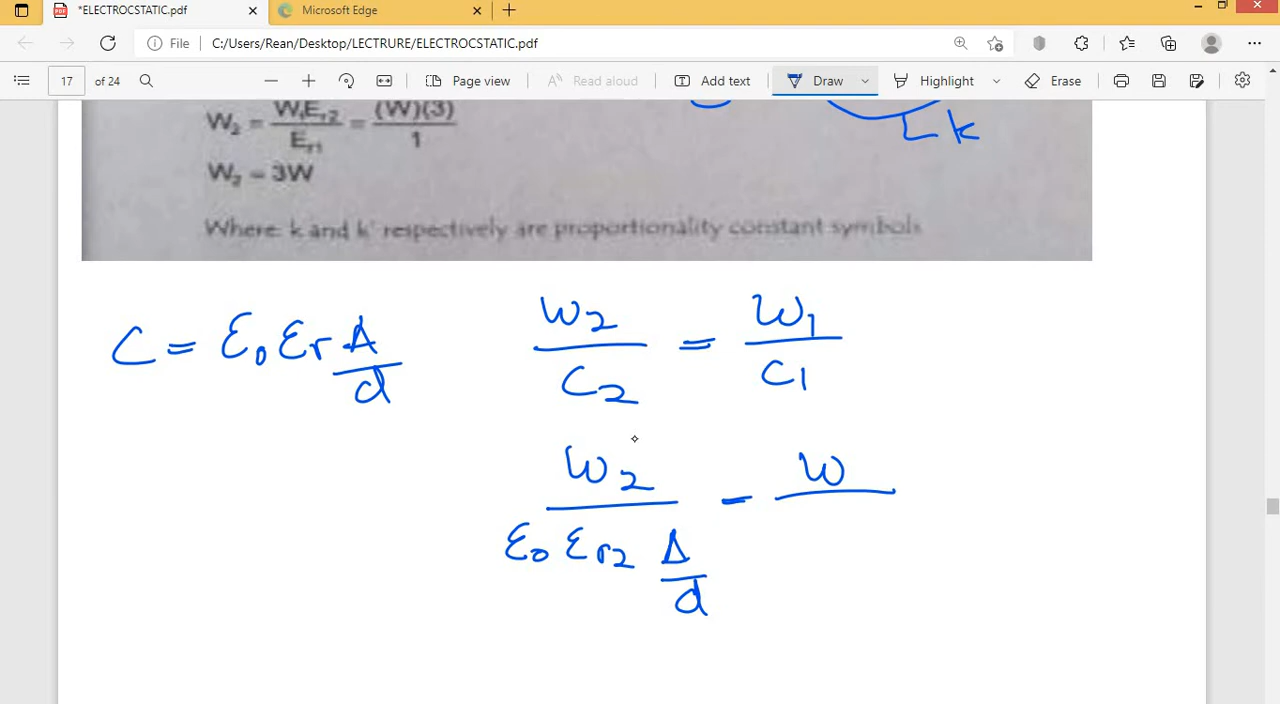 *ELECTROCSTATIC.pdf
Microsoft Edge
File C:/Users/Rean/Desktop/LECTRURE/ELECTROCSTATIC.pdf
17 of 24 Page view Read aloud Add text Draw Highlight Erase
W₂ = W₁Eᵣ₂/Eᵣ₁ = (W)(3)/1
L k
W₂ = 3W
Where k and k' respectively are proportionality constant symbols
C = ε₀ εr A/d
W₂/C₂ = W₁/C₁
W₂/(ε₀ εr₂ A/d) = W